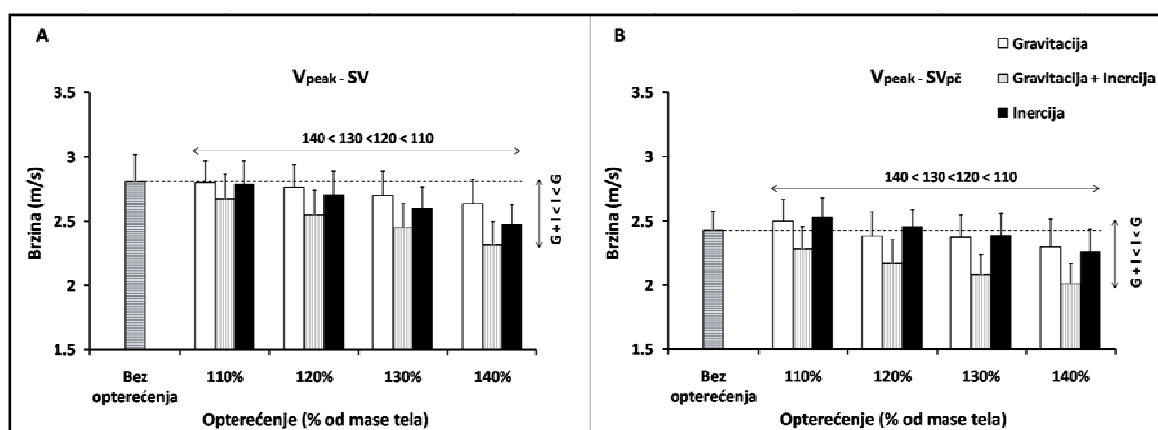 A
Vpeak - SV
3.5
3
2.5
2
1.5
Brzina (m/s)
140 < 130 <120 < 110
G + I < I < G
Bez opterećenja
110%
120%
130%
140%
Opterećenje (% od mase tela)
B
Vpeak - SVpč
Gravitacija
Gravitacija + Inercija
Inercija
3.5
3
2.5
2
1.5
Brzina (m/s)
140 < 130 <120 < 110
G + I < I < G
Bez opterećenja
110%
120%
130%
140%
Opterećenje (% od mase tela)